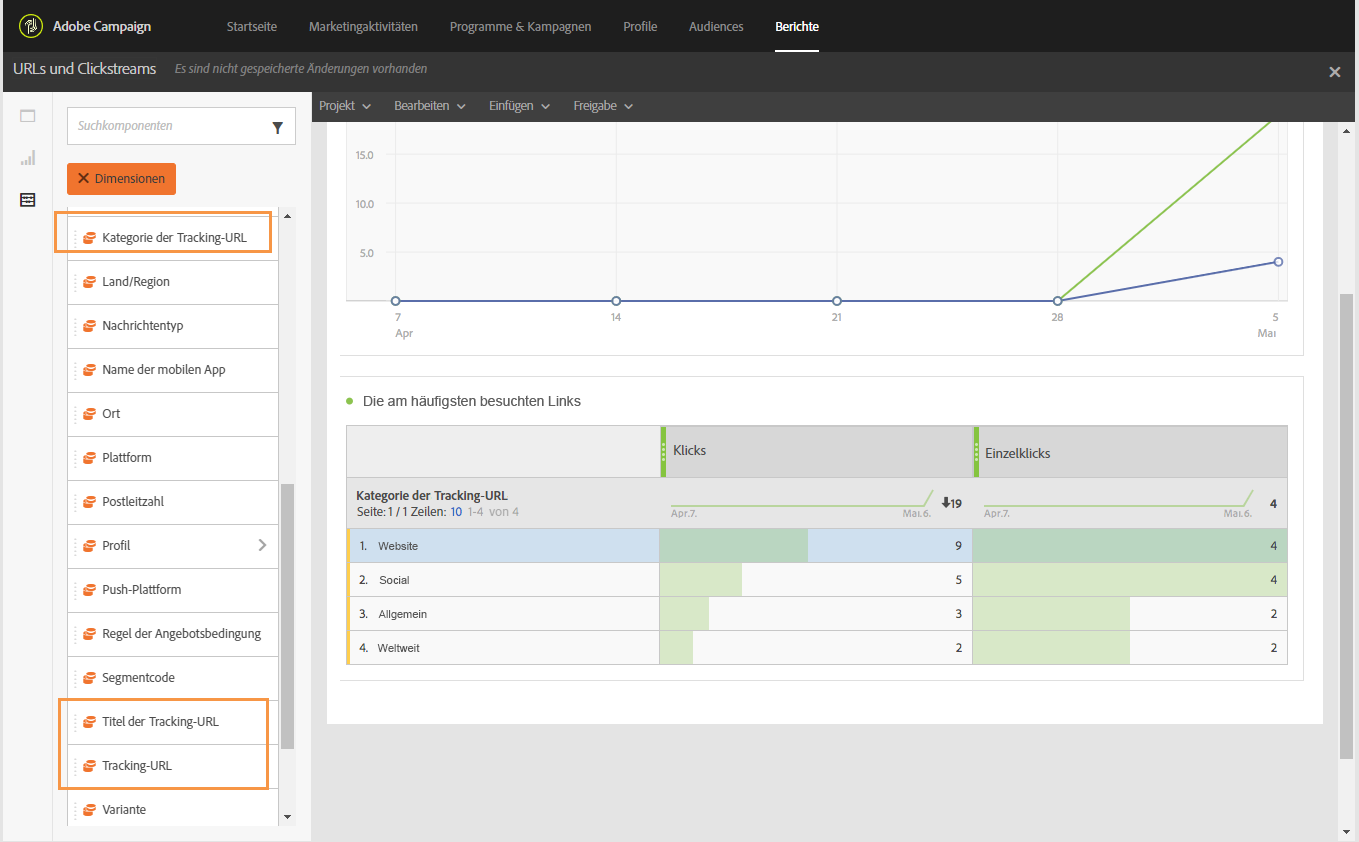 Adobe Campaign Startseite Marketingaktivitäten Programme & Kampagnen Profile Audiences Berichte
URLs und Clickstreams Es sind nicht gespeicherte Änderungen vorhanden
Projekt Bearbeiten Einfügen Freigabe
Suchkomponenten
Dimensionen
Kategorie der Tracking-URL
Land/Region
Nachrichtentyp
Name der mobilen App
Ort
Plattform
Postleitzahl
Profil
Push-Plattform
Regel der Angebotsbedingung
Segmentcode
Titel der Tracking-URL
Tracking-URL
Variante
15.0
10.0
5.0
7 14 21 28 5
Apr Mai
Die am häufigsten besuchten Links
Klicks Einzelklicks
Kategorie der Tracking-URL
Seite: 1 / 1 Zeilen: 10 1-4 von 4
Apr.7. Mai.6. 19 Apr.7. Mai.6. 4
1. Website 9 4
2. Social 5 4
3. Allgemein 3 2
4. Weltweit 2 2